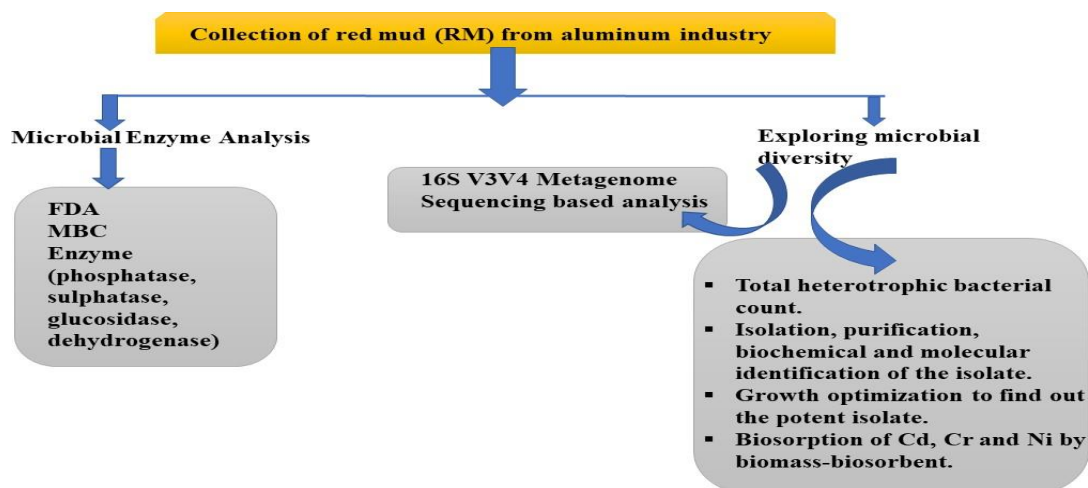 Collection of red mud (RM) from aluminum industry
Microbial Enzyme Analysis
FDA
MBC
Enzyme
(phosphatase,
sulphatase,
glucosidase,
dehydrogenase)
Exploring microbial
diversity
16S V3V4 Metagenome
Sequencing based analysis
▪ Total heterotrophic bacterial
count.
▪ Isolation, purification,
biochemical and molecular
identification of the isolate.
▪ Growth optimization to find out
the potent isolate.
▪ Biosorption of Cd, Cr and Ni by
biomass-biosorbent.